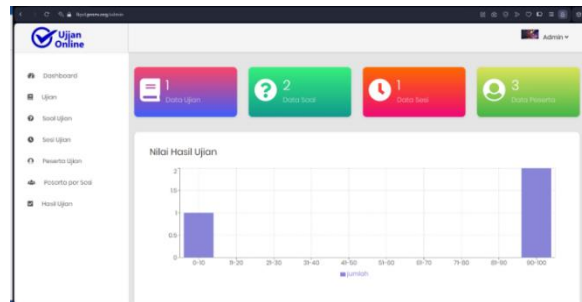 Ujian
Online
Admin
Dashboard
Ujian
Soal Ujian
Sesi Ujian
Peserta Ujian
Peserta per Sesi
Hasil Ujian
1
Data Ujian
2
Data Soal
1
Data Sesi
3
Data Peserta
Nilai Hasil Ujian
2
1.5
1
0.5
0
0-10 11-20 21-30 31-40 41-50 51-60 61-70 71-80 81-90 90-100
jumlah